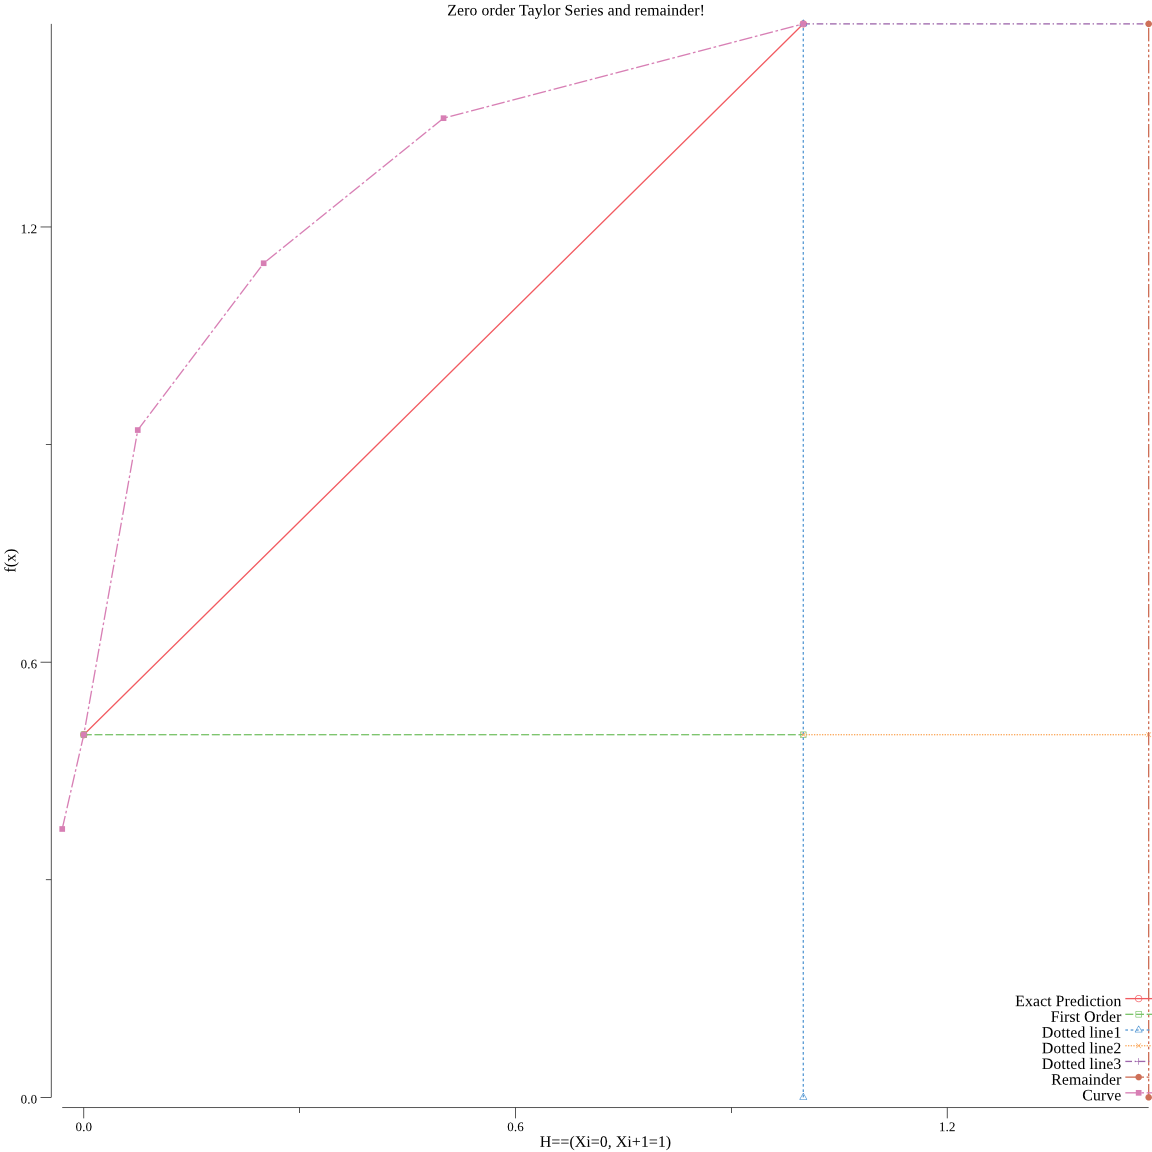 Zero order Taylor Series and remainder!
1.2
f(x)
0.6
Exact Prediction
First Order
Dotted line1
Dotted line2
Dotted line3
Remainder
Curve
0.0
0.0 0.6 1.2
H==(Xi=0, Xi+1=1)